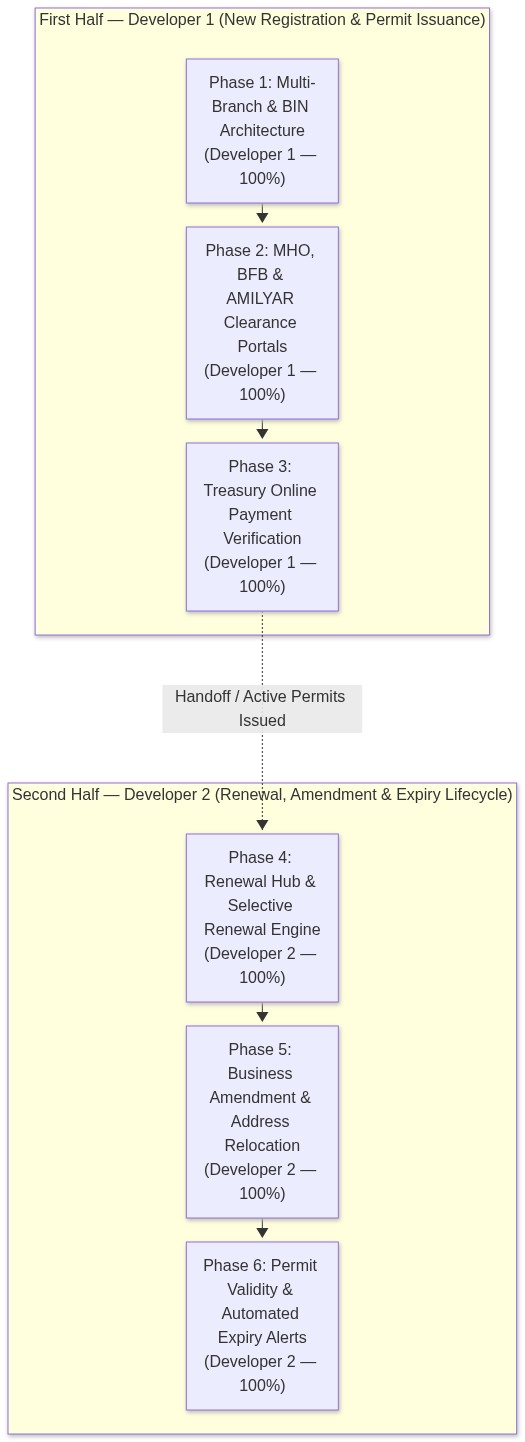 First Half — Developer 1 (New Registration & Permit Issuance)
Phase 1: Multi-
Branch & BIN
Architecture
(Developer 1 —
100%)
Phase 2: MHO,
BFB &
AMILYAR
Clearance
Portals
(Developer 1 —
100%)
Phase 3:
Treasury Online
Payment
Verification
(Developer 1 —
100%)
Handoff / Active Permits
Issued
Second Half — Developer 2 (Renewal, Amendment & Expiry Lifecycle)
Phase 4:
Renewal Hub &
Selective
Renewal Engine
(Developer 2 —
100%)
Phase 5:
Business
Amendment &
Address
Relocation
(Developer 2 —
100%)
Phase 6: Permit
Validity &
Automated
Expiry Alerts
(Developer 2 —
100%)